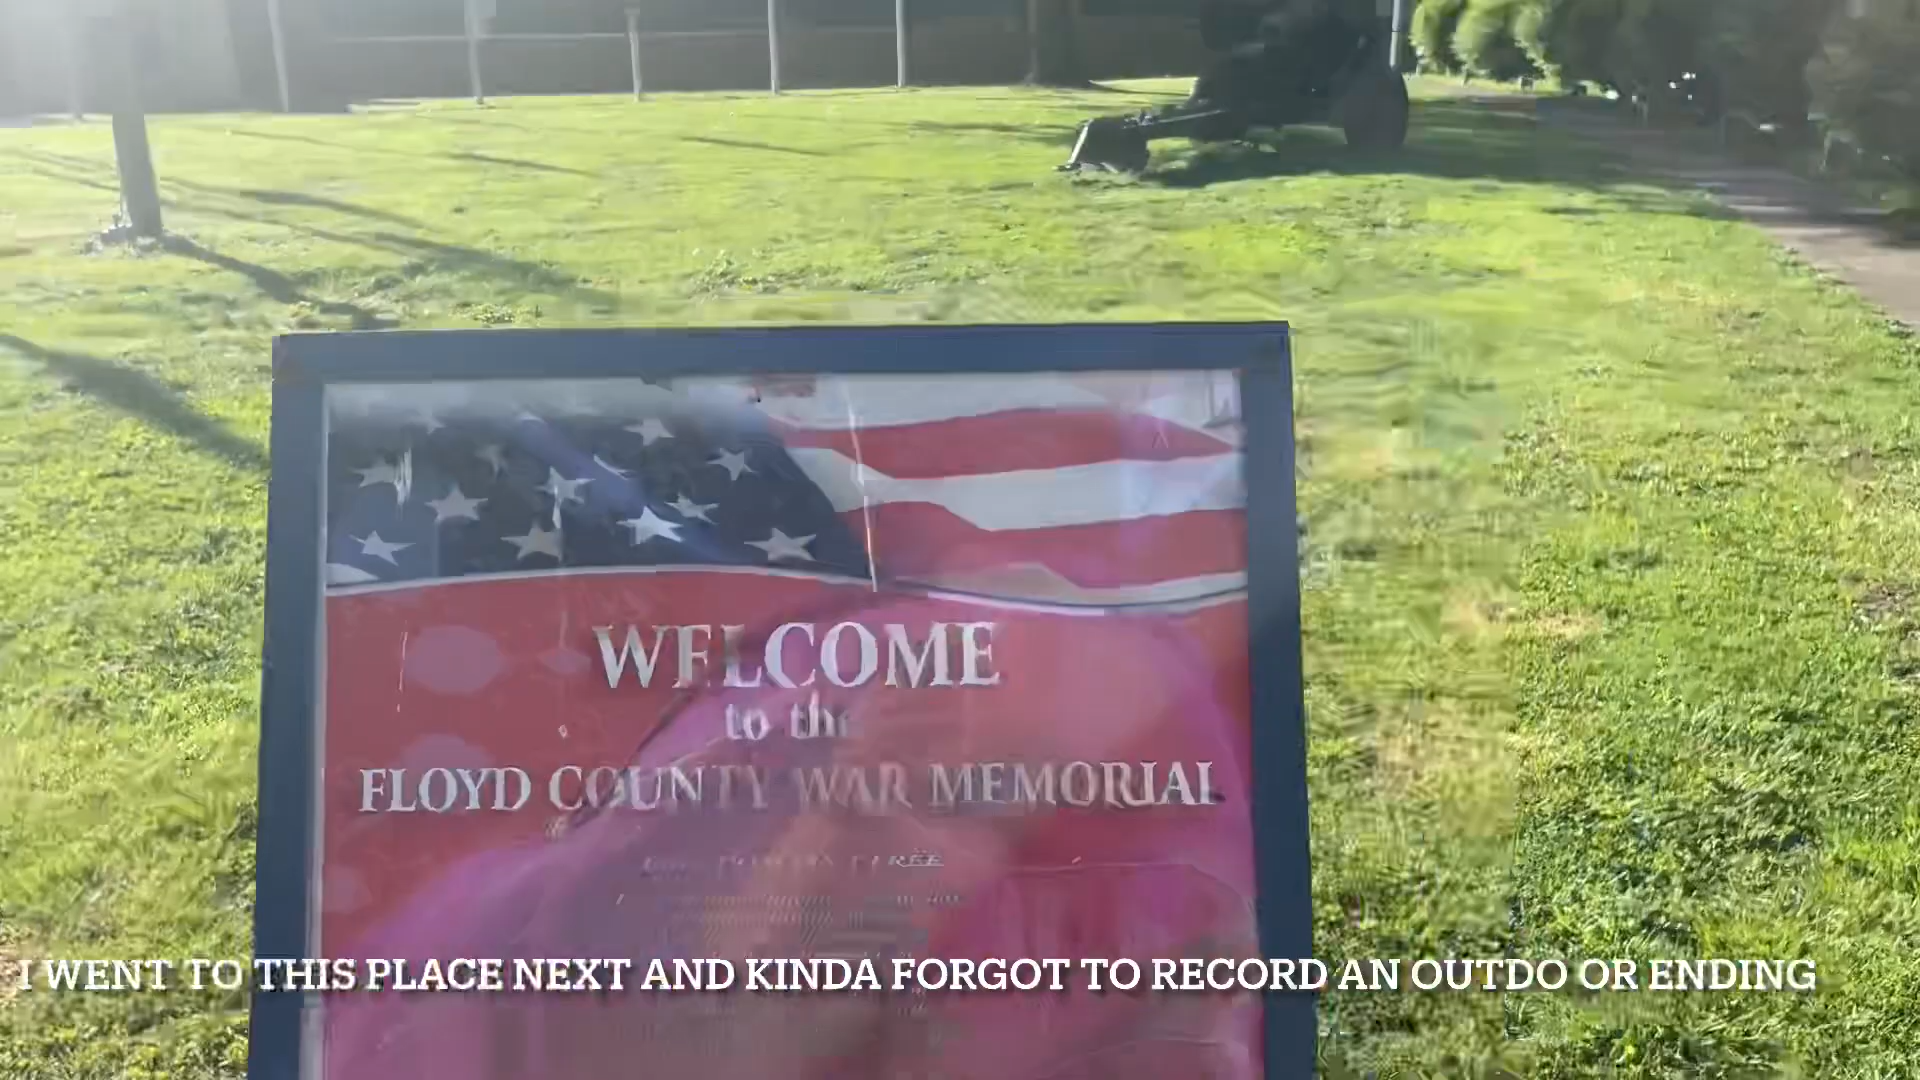 WELCOME
to the
FLOYD COUNTY WAR MEMORIAL
I WENT TO THIS PLACE NEXT AND KINDA FORGOT TO RECORD AN OUTDO OR ENDING